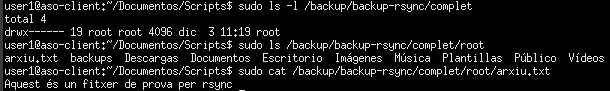 user1@aso-client:~/Documentos/Scripts$ sudo ls -l /backup/backup-rsync/complet
total 4
drwx------ 19 root root 4096 dic  3 11:19 root
user1@aso-client:~/Documentos/Scripts$ sudo ls /backup/backup-rsync/complet/root
arxiu.txt  backups  Descargas  Documentos  Escritorio  Imágenes  Música  Plantillas  Público  Vídeos
user1@aso-client:~/Documentos/Scripts$ sudo cat /backup/backup-rsync/complet/root/arxiu.txt
Aquest és un fitxer de prova per rsync